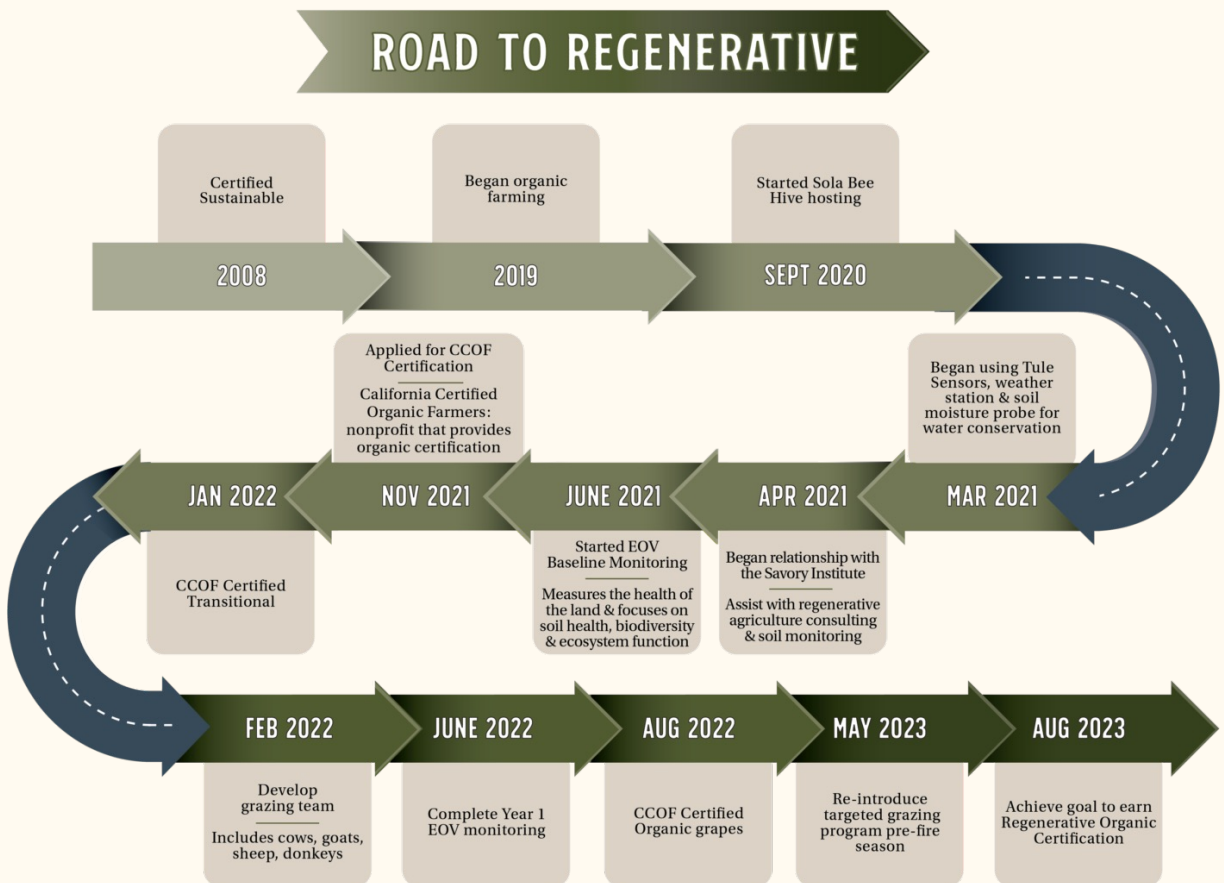 ROAD TO REGENERATIVE
Certified
Sustainable
2008
Began organic
farming
2019
Started Sola Bee
Hive hosting
SEPT 2020
Began using Tule
Sensors, weather
station & soil
moisture probe for
water conservation
MAR 2021
APR 2021
Began relationship with
the Savory Institute
Assist with regenerative
agriculture consulting
& soil monitoring
JUNE 2021
Started EOV
Baseline Monitoring
Measures the health of
the land & focuses on
soil health, biodiversity
& ecosystem function
Applied for CCOF
Certification
California Certified
Organic Farmers:
nonprofit that provides
organic certification
NOV 2021
JAN 2022
CCOF Certified
Transitional
FEB 2022
Develop
grazing team
Includes cows, goats,
sheep, donkeys
JUNE 2022
Complete Year 1
EOV monitoring
AUG 2022
CCOF Certified
Organic grapes
MAY 2023
Re-introduce
targeted grazing
program pre-fire
season
AUG 2023
Achieve goal to earn
Regenerative Organic
Certification